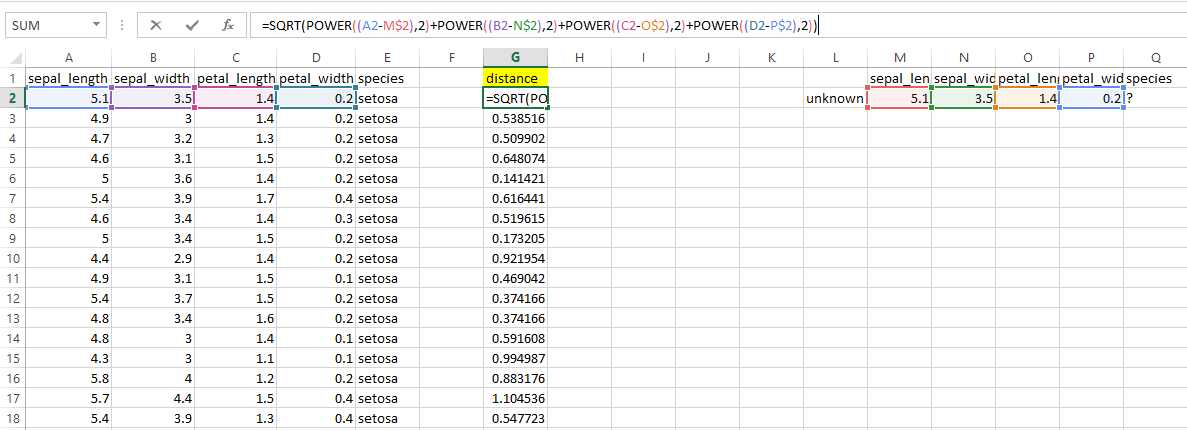 SUM =SQRT(POWER((A2-M$2),2)+POWER((B2-N$2),2)+POWER((C2-O$2),2)+POWER((D2-P$2),2))
A B C D E F G H I J K L M N O P Q
1 sepal_length sepal_width petal_length petal_width species distance sepal_len sepal_wid petal_leng petal_wid species
2 5.1 3.5 1.4 0.2 setosa =SQRT(PO unknown 5.1 3.5 1.4 0.2 ?
3 4.9 3 1.4 0.2 setosa 0.538516
4 4.7 3.2 1.3 0.2 setosa 0.509902
5 4.6 3.1 1.5 0.2 setosa 0.648074
6 5 3.6 1.4 0.2 setosa 0.141421
7 5.4 3.9 1.7 0.4 setosa 0.616441
8 4.6 3.4 1.4 0.3 setosa 0.519615
9 5 3.4 1.5 0.2 setosa 0.173205
10 4.4 2.9 1.4 0.2 setosa 0.921954
11 4.9 3.1 1.5 0.1 setosa 0.469042
12 5.4 3.7 1.5 0.2 setosa 0.374166
13 4.8 3.4 1.6 0.2 setosa 0.374166
14 4.8 3 1.4 0.1 setosa 0.591608
15 4.3 3 1.1 0.1 setosa 0.994987
16 5.8 4 1.2 0.2 setosa 0.883176
17 5.7 4.4 1.5 0.4 setosa 1.104536
18 5.4 3.9 1.3 0.4 setosa 0.547723